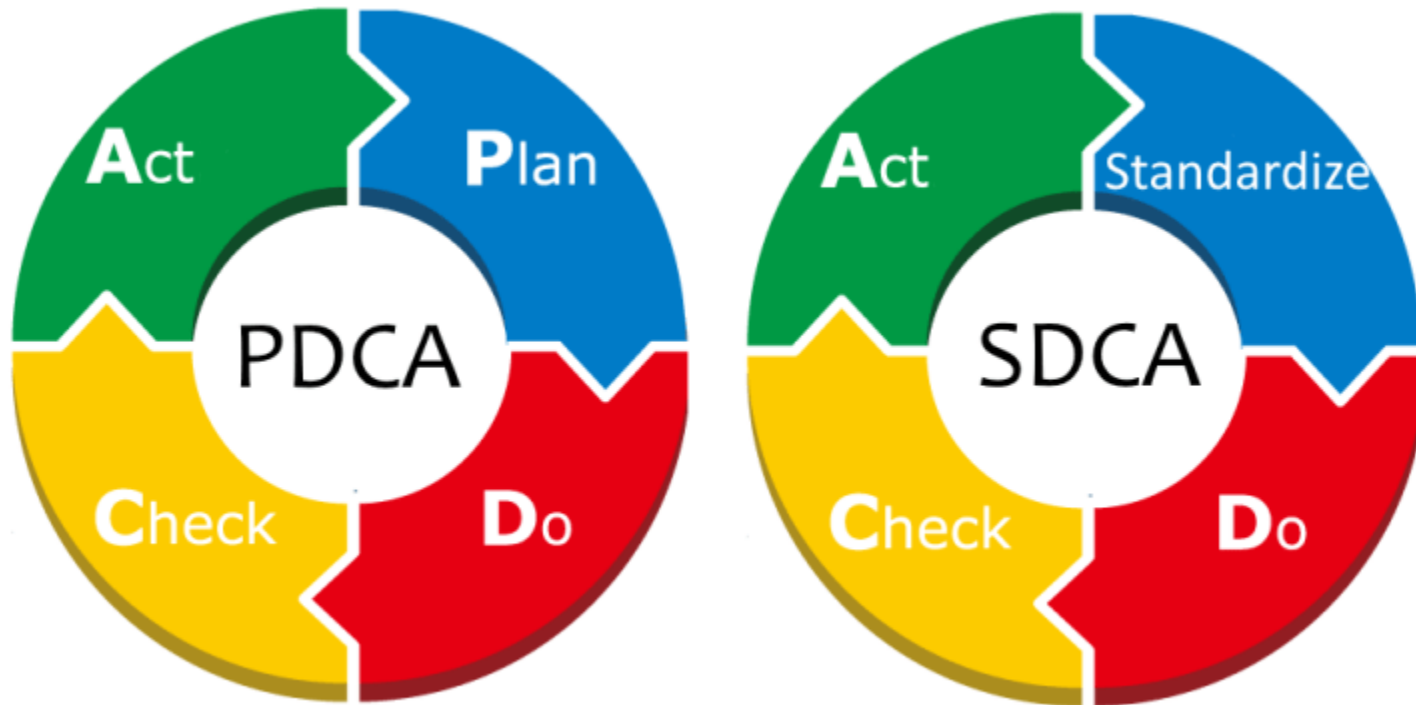 Act
Plan
PDCA
Check
Do
Act
Standardize
SDCA
Check
Do